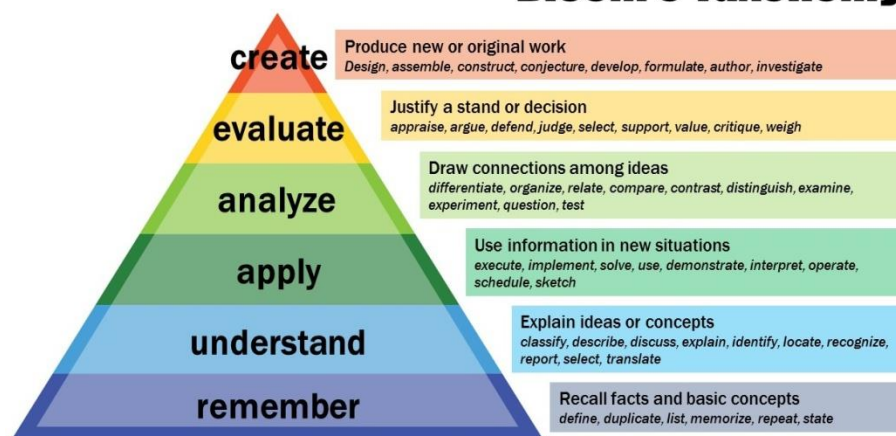 create
Produce new or original work
Design, assemble, construct, conjecture, develop, formulate, author, investigate
evaluate
Justify a stand or decision
appraise, argue, defend, judge, select, support, value, critique, weigh
analyze
Draw connections among ideas
differentiate, organize, relate, compare, contrast, distinguish, examine,
experiment, question, test
apply
Use information in new situations
execute, implement, solve, use, demonstrate, interpret, operate,
schedule, sketch
understand
Explain ideas or concepts
classify, describe, discuss, explain, identify, locate, recognize,
report, select, translate
remember
Recall facts and basic concepts
define, duplicate, list, memorize, repeat, state